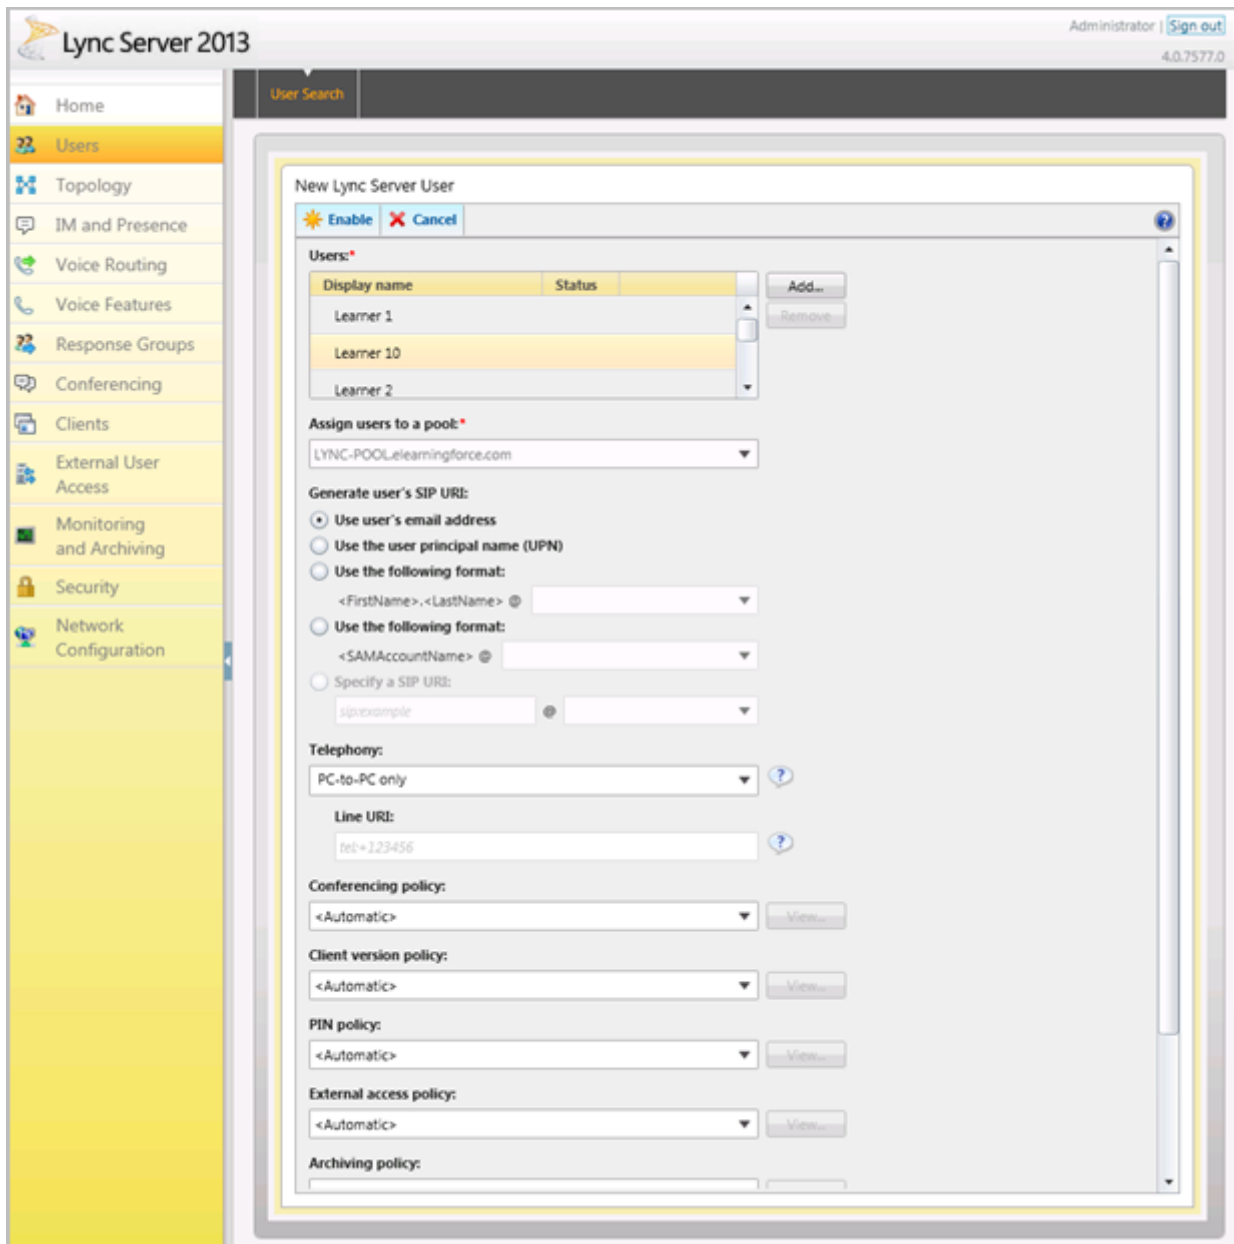 Lync Server 2013
Administrator | Sign out
4.0.7577.0
Home
Users
Topology
IM and Presence
Voice Routing
Voice Features
Response Groups
Conferencing
Clients
External User
Access
Monitoring
and Archiving
Security
Network
Configuration
User Search
New Lync Server User
Enable
Cancel
Users:*
Display name Status
Add...
Learner 1
Remove
Learner 10
Learner 2
Assign users to a pool:*
LYNC-POOL.elearningforce.com
Generate user's SIP URI:
Use user's email address
Use the user principal name (UPN)
Use the following format:
<FirstName>.<LastName> @
Use the following format:
<SAMAccountName> @
Specify a SIP URI:
sip:example @
Telephony:
PC-to-PC only
Line URI:
tel:+123456
Conferencing policy:
<Automatic> View...
Client version policy:
<Automatic> View...
PIN policy:
<Automatic> View...
External access policy:
<Automatic> View...
Archiving policy: